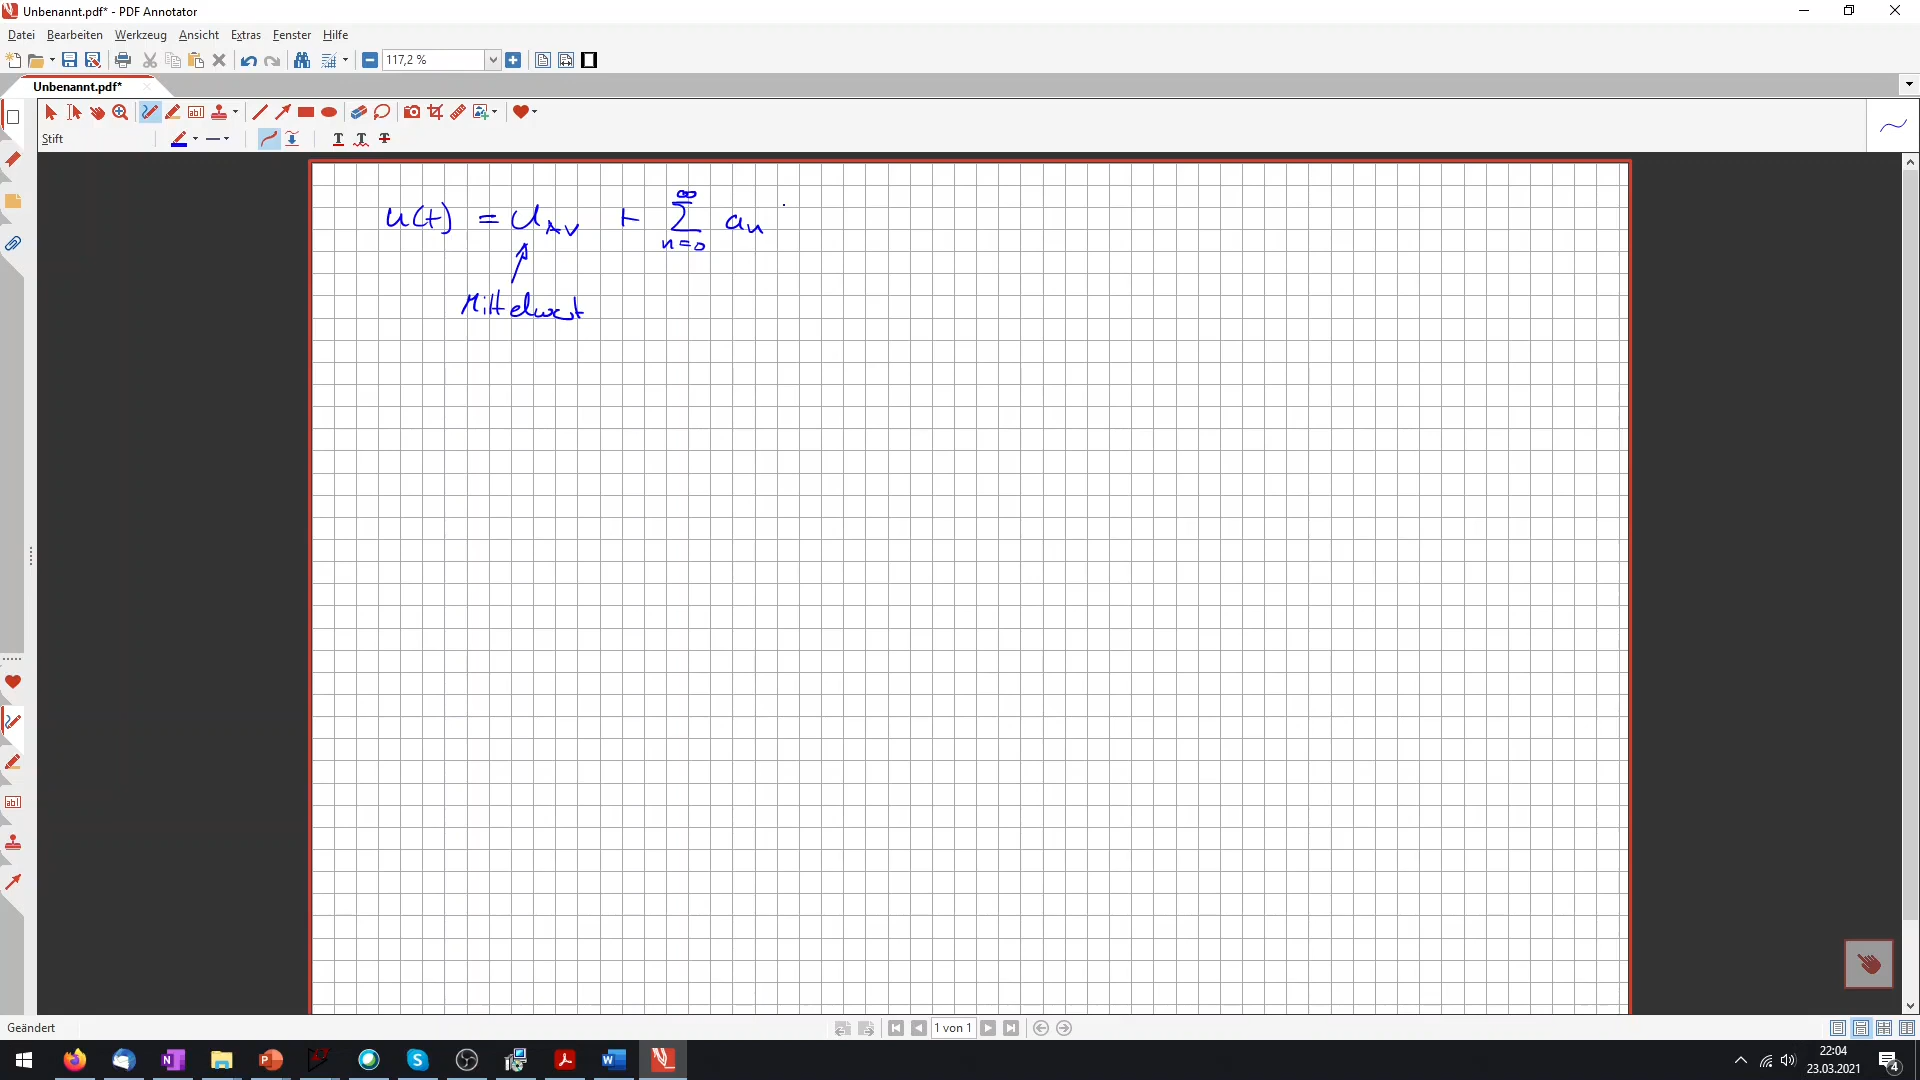 Unbenannt.pdf* - PDF Annotator
Datei Bearbeiten Werkzeug Ansicht Extras Fenster Hilfe
117,2 %
Unbenannt.pdf*
Stift
u(t) = U_AV + ∑_{n=0}^{∞} a_n
Mittelwert
Geändert
1 von 1
22:04
23.03.2021
4